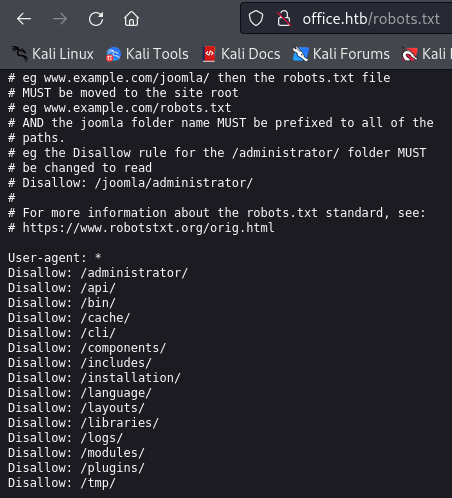 office.htb/robots.txt
Kali Linux Kali Tools Kali Docs Kali Forums Kali
# eg www.example.com/joomla/ then the robots.txt file
# MUST be moved to the site root
# eg www.example.com/robots.txt
# AND the joomla folder name MUST be prefixed to all of the
# paths.
# eg the Disallow rule for the /administrator/ folder MUST
# be changed to read
# Disallow: /joomla/administrator/
#
# For more information about the robots.txt standard, see:
# https://www.robotstxt.org/orig.html
User-agent: *
Disallow: /administrator/
Disallow: /api/
Disallow: /bin/
Disallow: /cache/
Disallow: /cli/
Disallow: /components/
Disallow: /includes/
Disallow: /installation/
Disallow: /language/
Disallow: /layouts/
Disallow: /libraries/
Disallow: /logs/
Disallow: /modules/
Disallow: /plugins/
Disallow: /tmp/